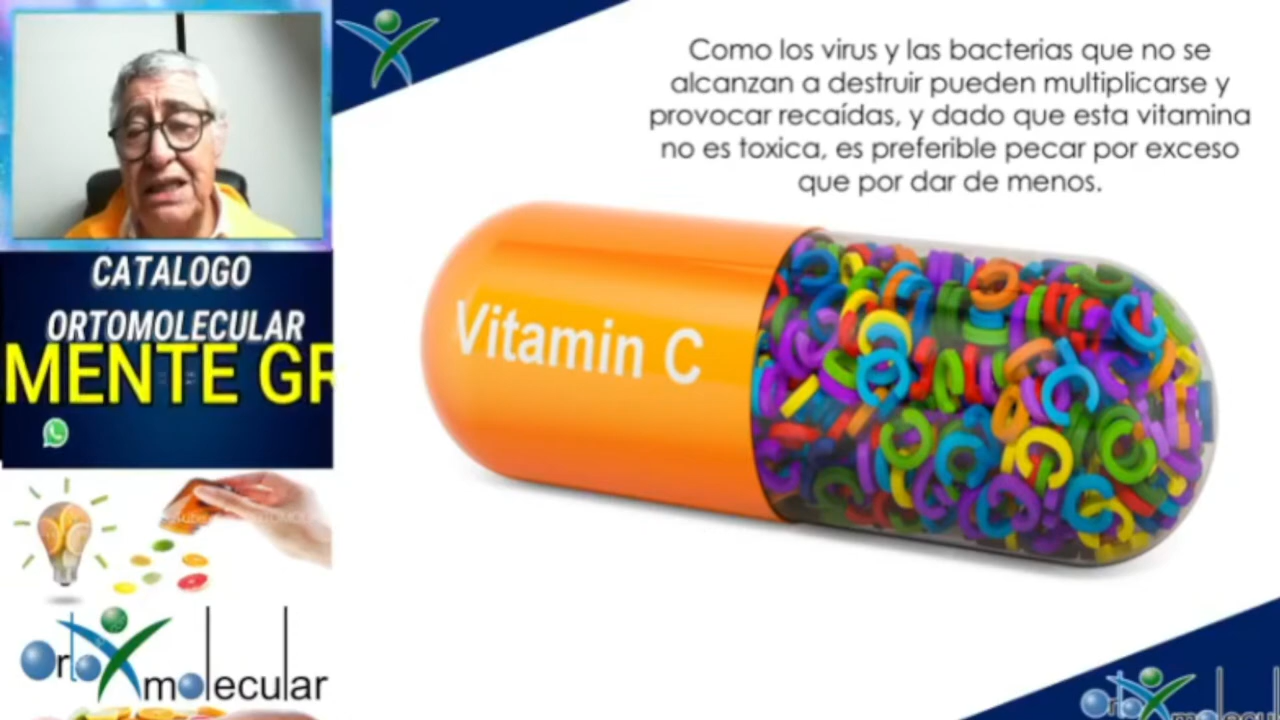 Como los virus y las bacterias que no se
alcanzan a destruir pueden multiplicarse y
provocar recaídas, y dado que esta vitamina
no es toxica, es preferible pecar por exceso
que por dar de menos.
Vitamin C
CATALOGO
ORTOMOLECULAR
MENTE GR
Ortomolecular